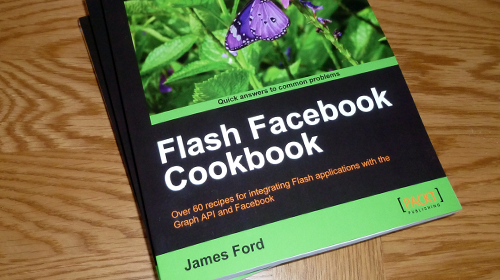 Quick answers to common problems
Flash Facebook
Cookbook
Over 60 recipes for integrating Flash applications with the
Graph API and Facebook
[PACKT]
PUBLISHING
James Ford